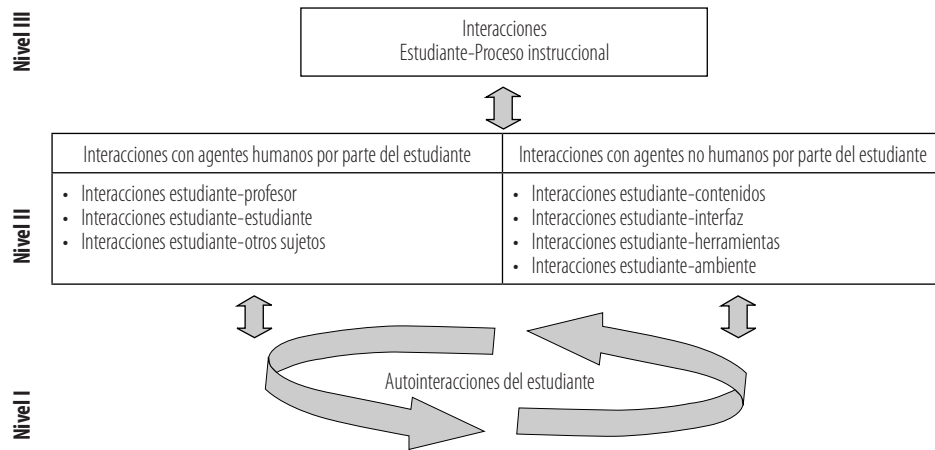 Nivel III
Interacciones
Estudiante-Proceso instruccional
Nivel II
Interacciones con agentes humanos por parte del estudiante
• Interacciones estudiante-profesor
• Interacciones estudiante-estudiante
• Interacciones estudiante-otros sujetos
Interacciones con agentes no humanos por parte del estudiante
• Interacciones estudiante-contenidos
• Interacciones estudiante-interfaz
• Interacciones estudiante-herramientas
• Interacciones estudiante-ambiente
Nivel I
Autointeracciones del estudiante